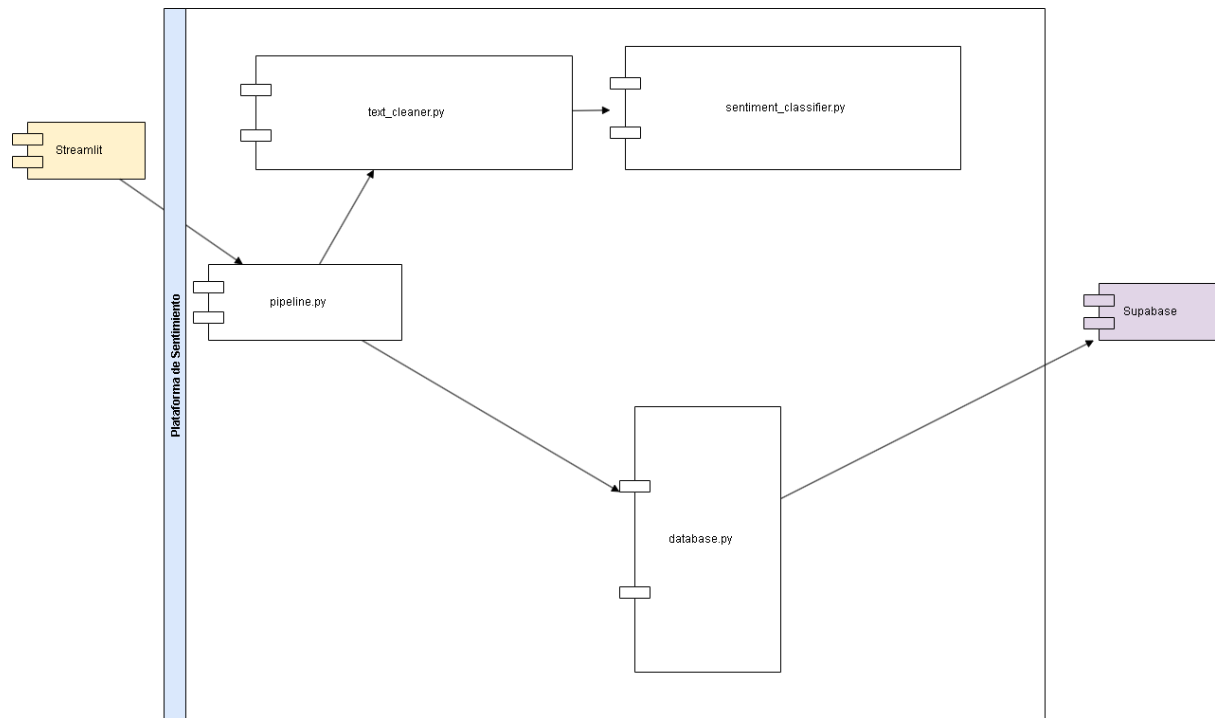 text_cleaner.py
sentiment_classifier.py
Streamlit
pipeline.py
Plataforma de Sentimiento
Supabase
database.py